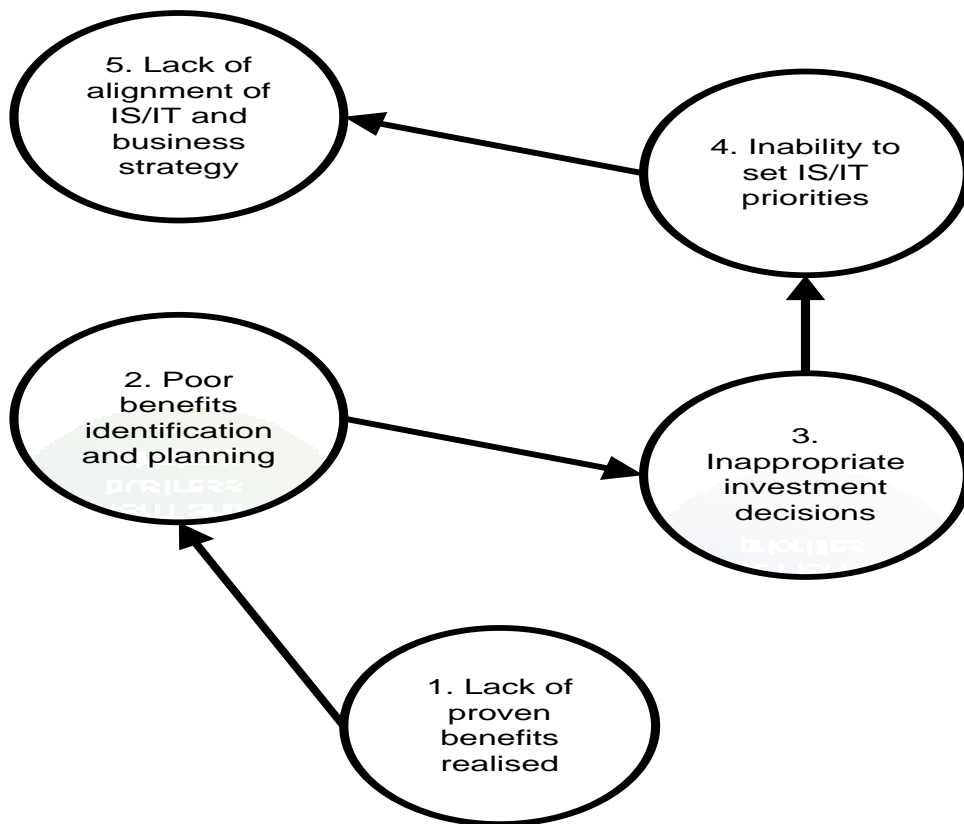 5. Lack of
alignment of
IS/IT and
business
strategy
4. Inability to
set IS/IT
priorities
2. Poor
benefits
identification
and planning
3.
Inappropriate
investment
decisions
1. Lack of
proven
benefits
realised